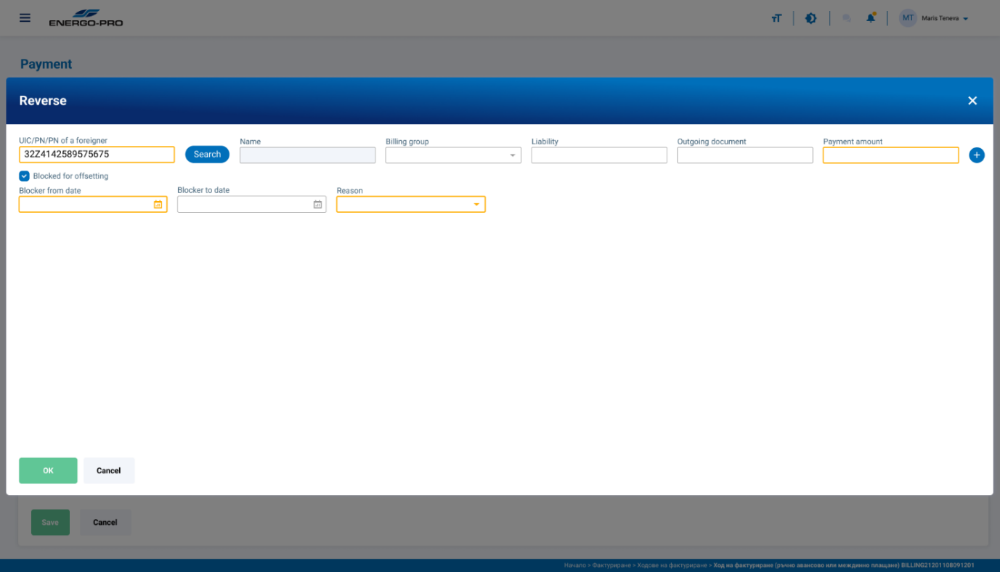 ENERGO-PRO
MT Maris Teneva
Payment
Reverse
UIC/PN/PN of a foreigner
32Z4142589575675
Search
Name
Billing group
Liability
Outgoing document
Payment amount
Blocked for offsetting
Blocker from date
Blocker to date
Reason
OK
Cancel
Save
Cancel
Начало > Фактуриране > Ходове на фактуриране > Ход на фактуриране (ръчно авансово или междинно плащане) BILLING21201108091201